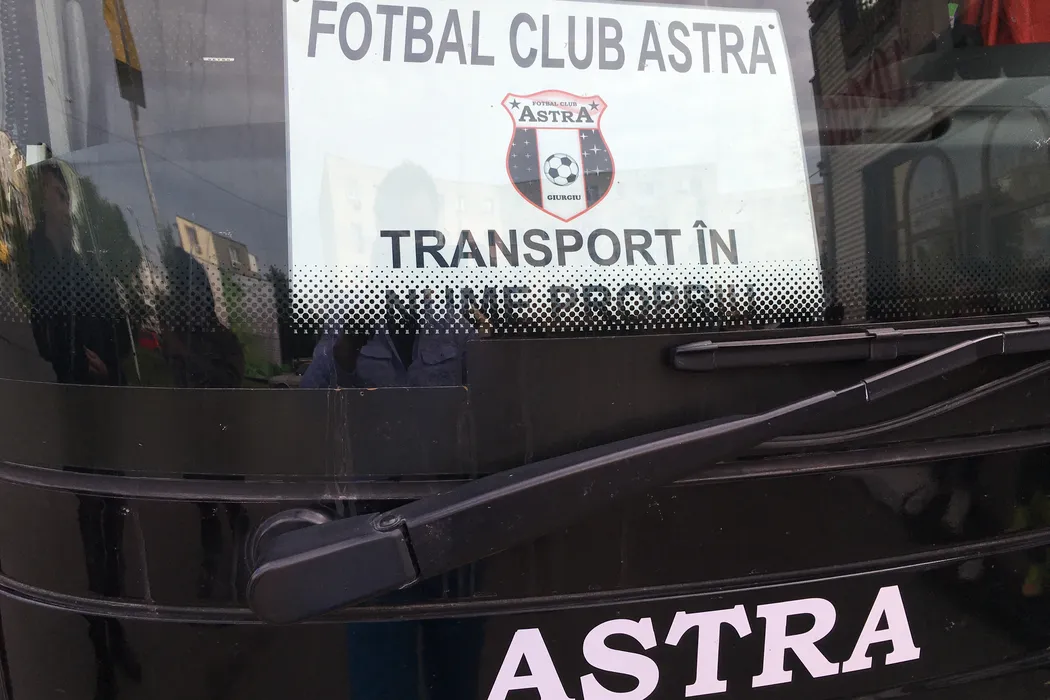 FOTBAL CLUB ASTRA
FOTBAL CLUB
ASTRA
GIURGIU
TRANSPORT ÎN
NUME PROPRIU
ASTRA